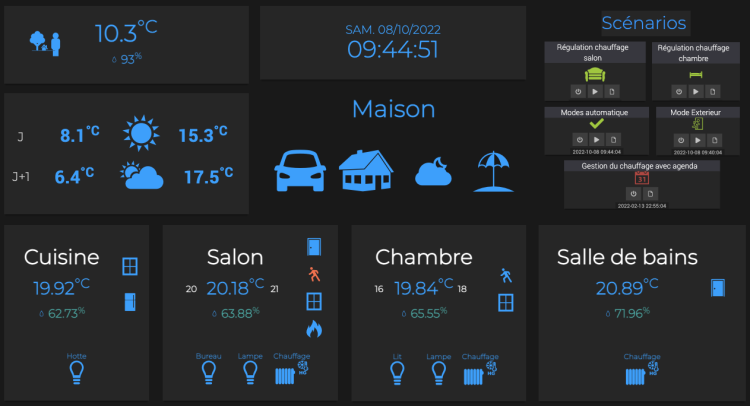 10.3°C
93%
SAM. 08/10/2022
09:44:51
Scénarios
Régulation chauffage
salon
Régulation chauffage
chambre
Modes automatique
2022-10-08 09:44:04
Mode Exterieur
2022-10-08 09:40:04
Gestion du chauffage avec agenda
31
2022-02-13 22:55:04
J 8.1°C 15.3°C
J+1 6.4°C 17.5°C
Maison
Cuisine
19.92°C
62.73%
Hotte
Salon
20 20.18°C 21
63.88%
Bureau Lampe Chauffage
Chambre
16 19.84°C 18
65.55%
Lit Lampe Chauffage
Salle de bains
20.89°C
71.96%
Chauffage